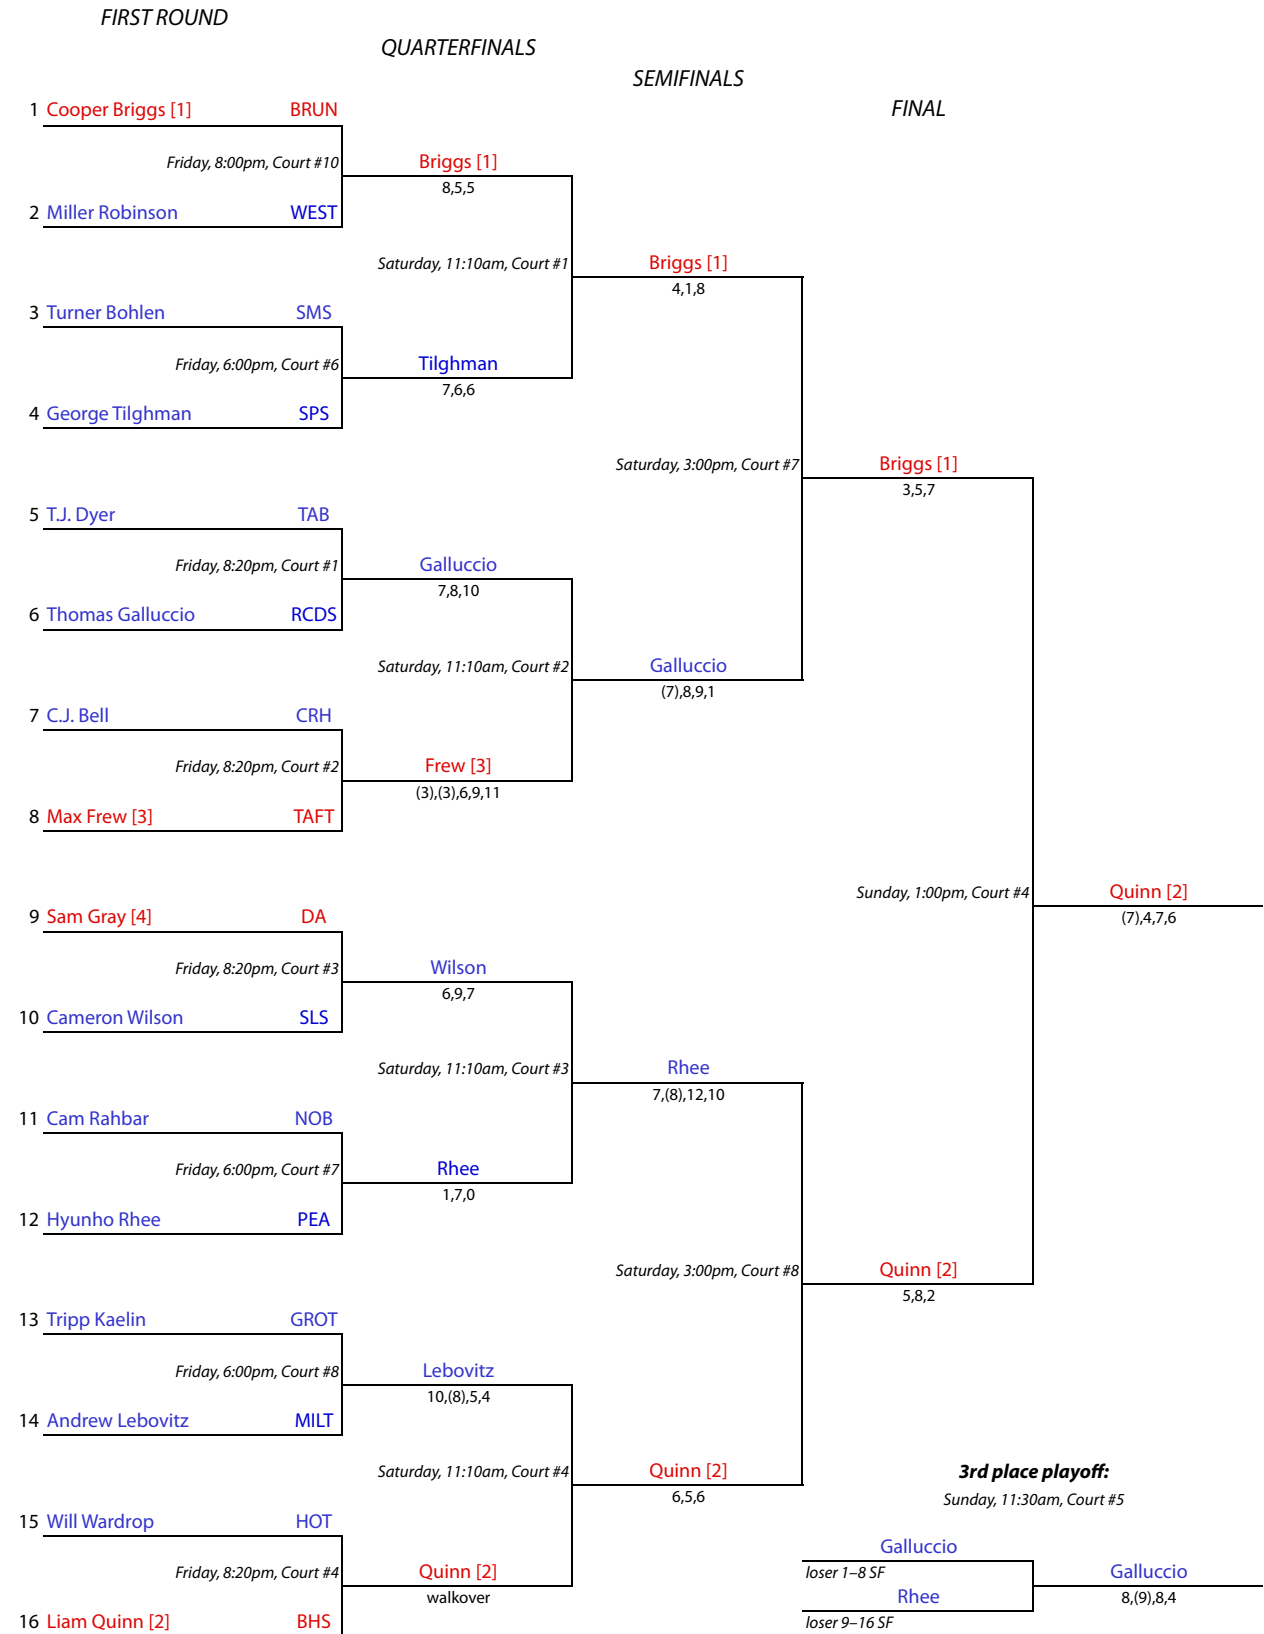 FIRST ROUND
QUARTERFINALS
SEMIFINALS
FINAL
1 Cooper Briggs [1] BRUN
Friday, 8:00pm, Court #10
Briggs [1]
8,5,5
2 Miller Robinson WEST
Saturday, 11:10am, Court #1
Briggs [1]
4,1,8
3 Turner Bohlen SMS
Friday, 6:00pm, Court #6
Tilghman
7,6,6
4 George Tilghman SPS
Saturday, 3:00pm, Court #7
Briggs [1]
3,5,7
5 T.J. Dyer TAB
Friday, 8:20pm, Court #1
Galluccio
7,8,10
6 Thomas Galluccio RCDS
Saturday, 11:10am, Court #2
Galluccio
(7),8,9,1
7 C.J. Bell CRH
Friday, 8:20pm, Court #2
Frew [3]
(3),(3),6,9,11
8 Max Frew [3] TAFT
Sunday, 1:00pm, Court #4
Quinn [2]
(7),4,7,6
9 Sam Gray [4] DA
Friday, 8:20pm, Court #3
Wilson
6,9,7
10 Cameron Wilson SLS
Saturday, 11:10am, Court #3
Rhee
7,(8),12,10
11 Cam Rahbar NOB
Friday, 6:00pm, Court #7
Rhee
1,7,0
12 Hyunho Rhee PEA
Saturday, 3:00pm, Court #8
Quinn [2]
5,8,2
13 Tripp Kaelin GROT
Friday, 6:00pm, Court #8
Lebovitz
10,(8),5,4
14 Andrew Lebovitz MILT
Saturday, 11:10am, Court #4
Quinn [2]
6,5,6
15 Will Wardrop HOT
Friday, 8:20pm, Court #4
Quinn [2]
walkover
16 Liam Quinn [2] BHS
3rd place playoff:
Sunday, 11:30am, Court #5
Galluccio
loser 1–8 SF
Galluccio
8,(9),8,4
Rhee
loser 9–16 SF